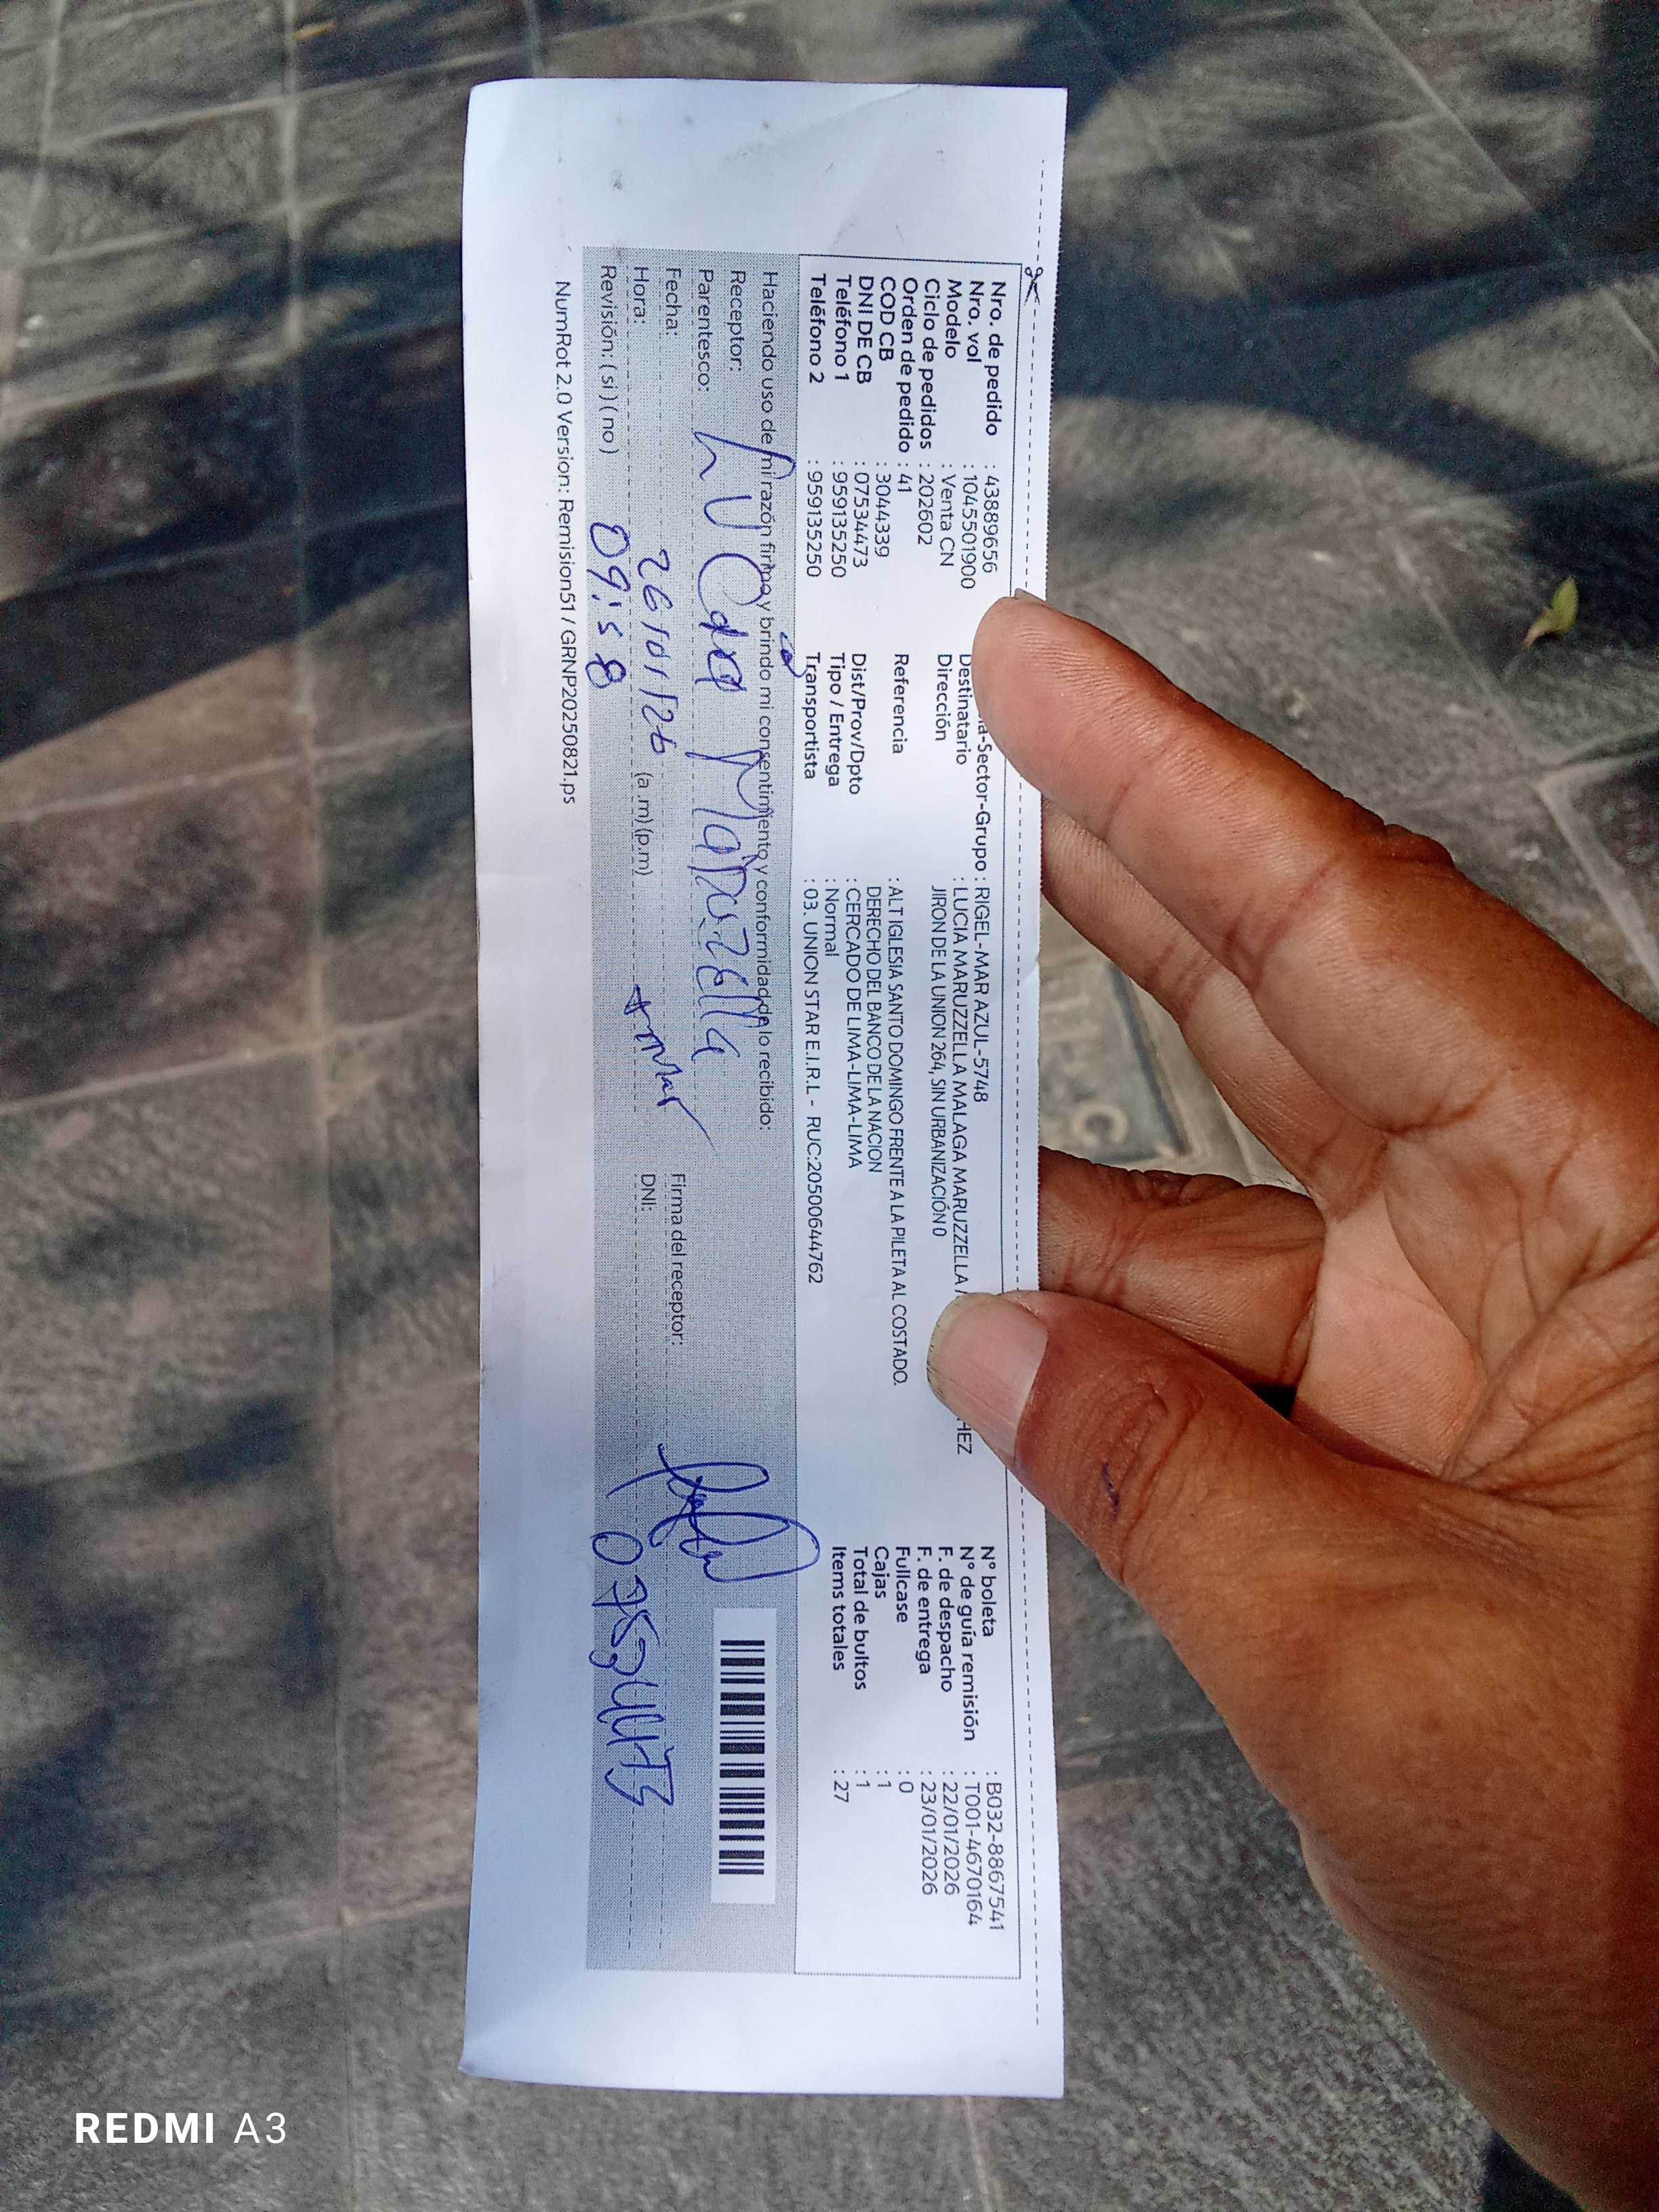 Nro. de pedido : 43889656
Nro. vol : 1045501900
Modelo : Venta CN
Ciclo de pedidos : 202602
Orden de pedido : 41
COD CB : 3044339
DNI DE CB : 07534473
Teléfono 1 : 959135250
Teléfono 2 : 959135250
-Sector-Grupo : RIGEL-MAR AZUL-5748
Destinatario : LUCIA MARUZZELLA MALAGA MARUZZELLA
Dirección JIRON DE LA UNION 264, SIN URBANIZACIÓN 0
Referencia : ALT IGLESIA SANTO DOMINGO FRENTE A LA PILETA AL COSTADO.
DERECHO DEL BANCO DE LA NACION
Dist/Prov/Dpto : CERCADO DE LIMA-LIMA-LIMA
Tipo / Entrega : Normal
Transportista : 03. UNION STAR E.I.R.L - RUC:20500644762
N° boleta : B032-8867541
N° de guía remisión : T001-4670164
F. de despacho : 22/01/2026
F. de entrega : 23/01/2026
Fullcase : 0
Cajas : 1
Total de bultos : 1
Items totales : 27
Haciendo uso de mi razón firmo y brindo mi consentimiento y conformidad de lo recibido:
Receptor:
Parentesco:
Fecha: 26/01/26
Hora: (a.m) (p.m)
Revisión: ( si ) ( no ) 09:58
Firma del receptor:
DNI:
NumRot 2.0 Version: Remision51 / GRNP20250821.ps
REDMI A3